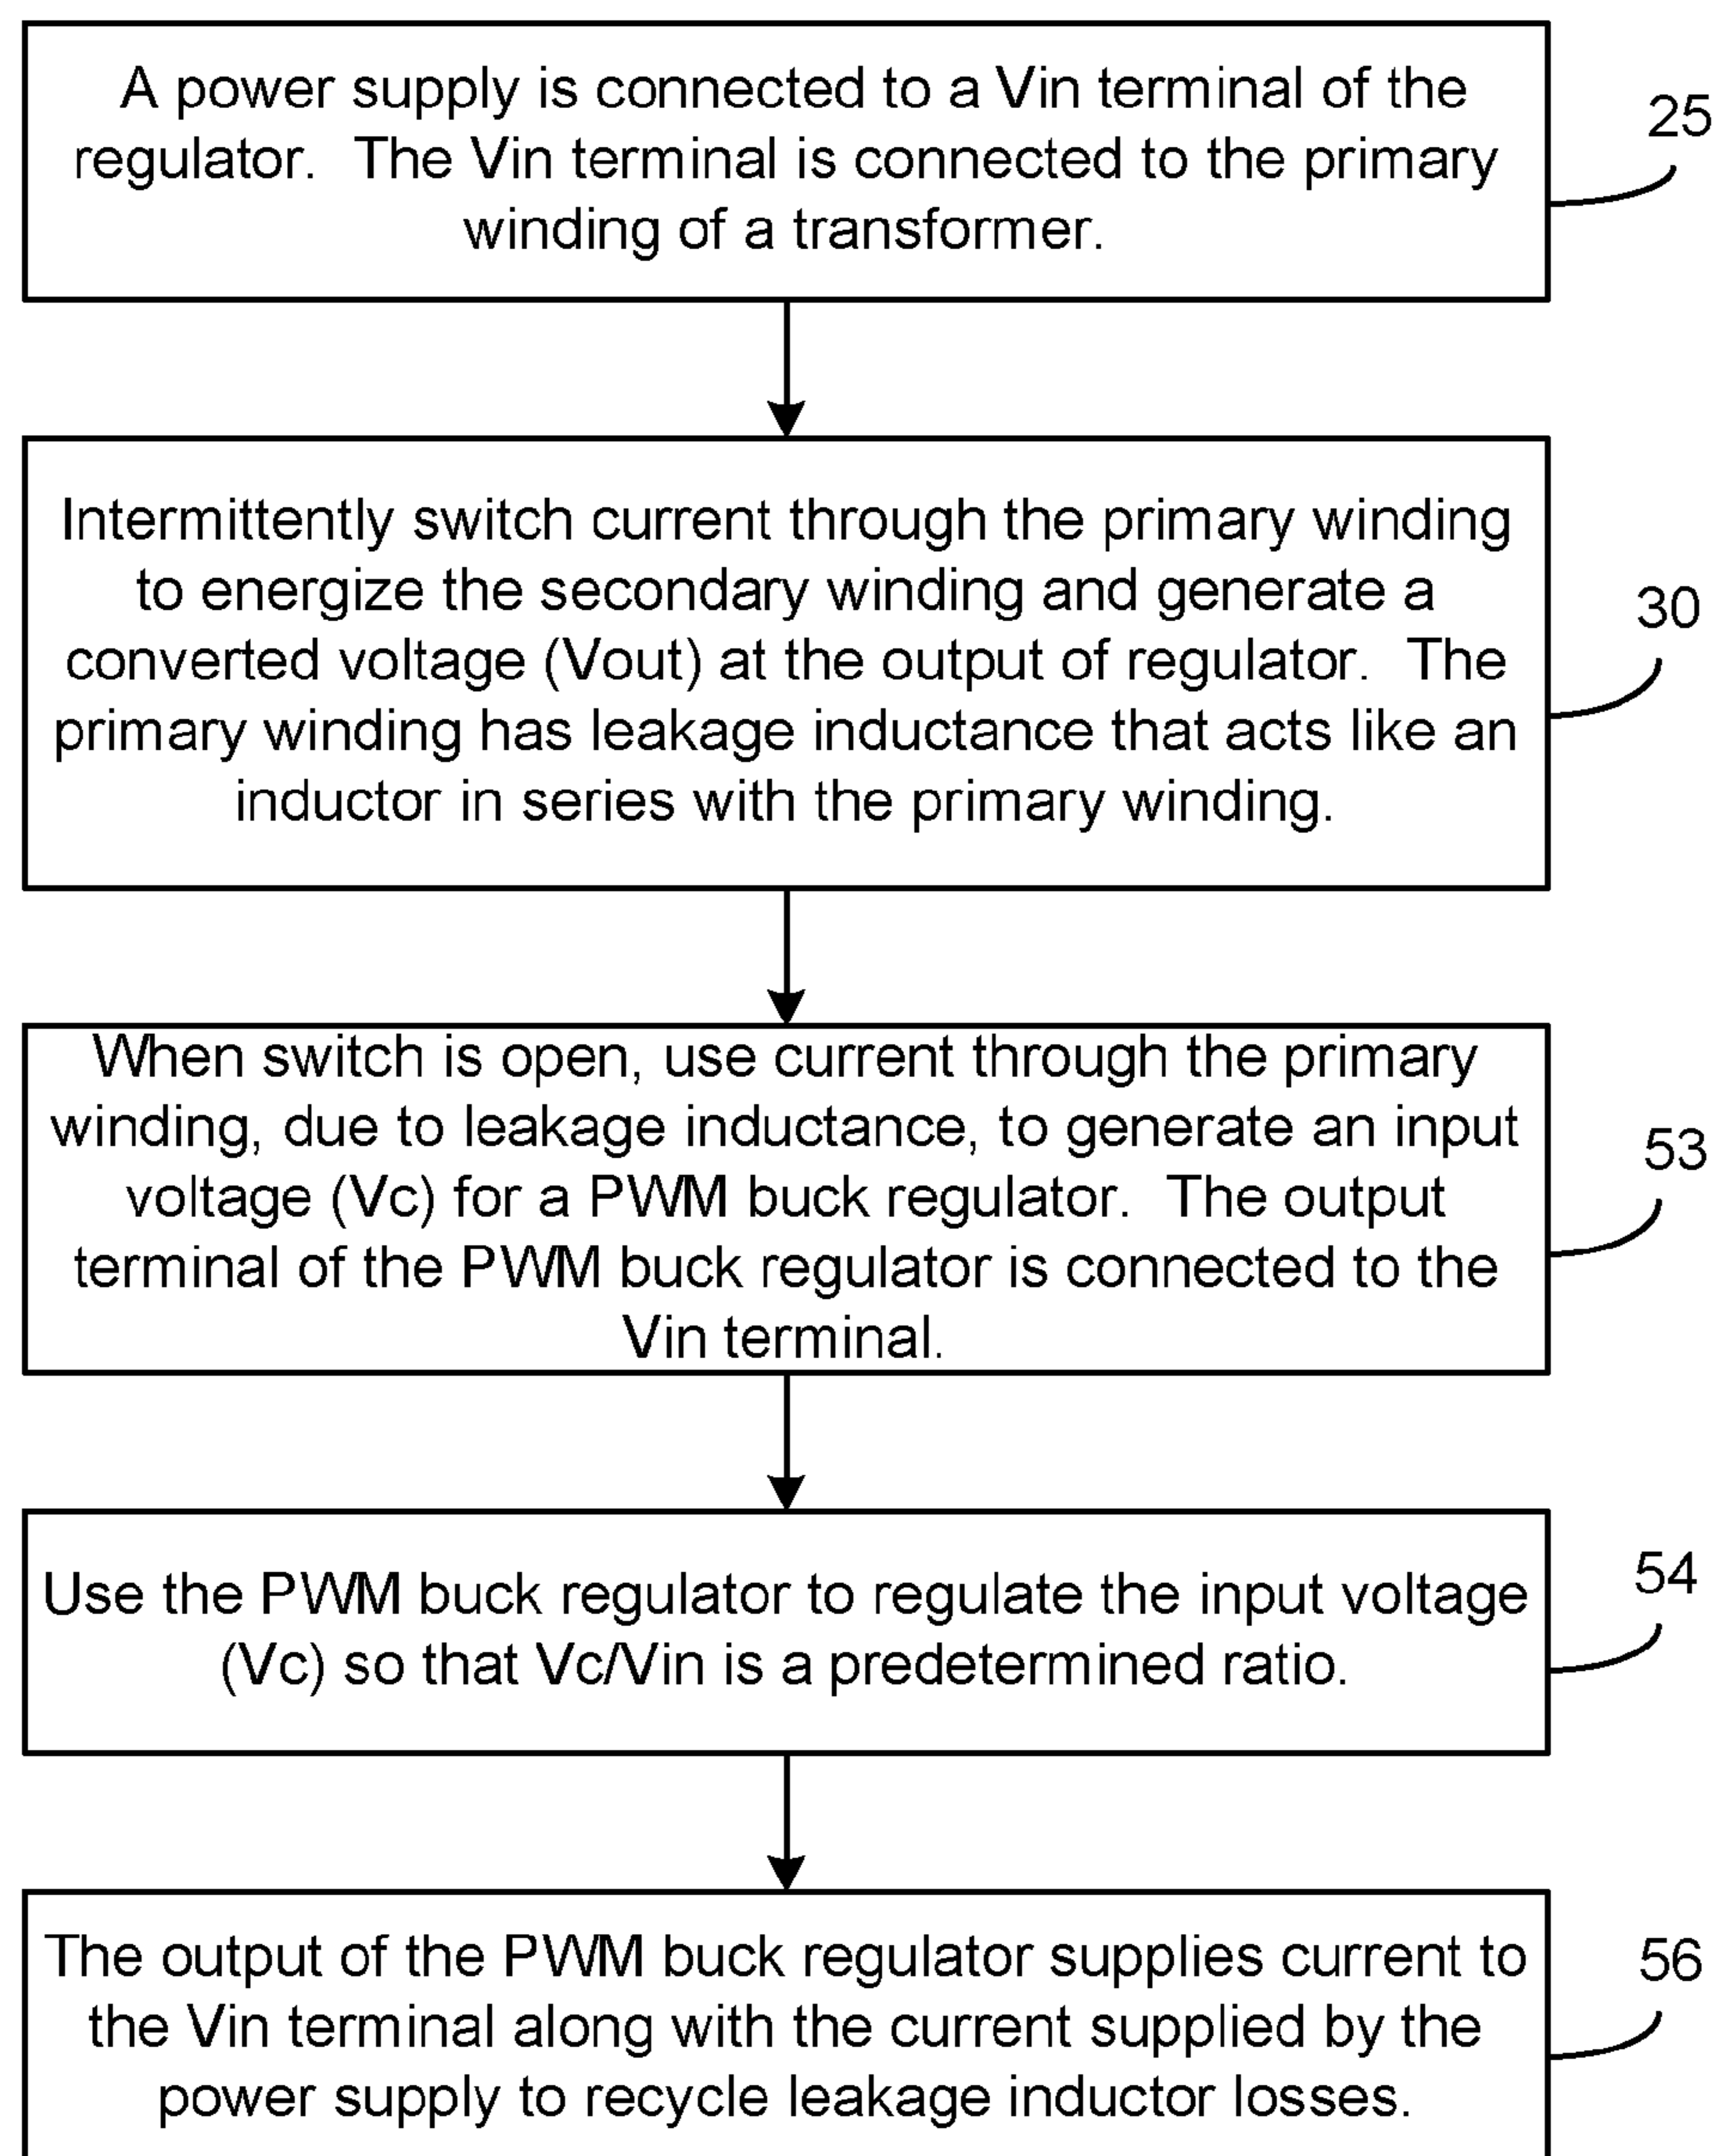 A power supply is connected to a Vin terminal of the
regulator.  The Vin terminal is connected to the primary
winding of a transformer.
25
Intermittently switch current through the primary winding
to energize the secondary winding and generate a
converted voltage (Vout) at the output of regulator.  The
primary winding has leakage inductance that acts like an
inductor in series with the primary winding.
30
When switch is open, use current through the primary
winding, due to leakage inductance, to generate an input
voltage (Vc) for a PWM buck regulator.  The output
terminal of the PWM buck regulator is connected to the
Vin terminal.
53
Use the PWM buck regulator to regulate the input voltage
(Vc) so that Vc/Vin is a predetermined ratio.
54
The output of the PWM buck regulator supplies current to
the Vin terminal along with the current supplied by the
power supply to recycle leakage inductor losses.
56